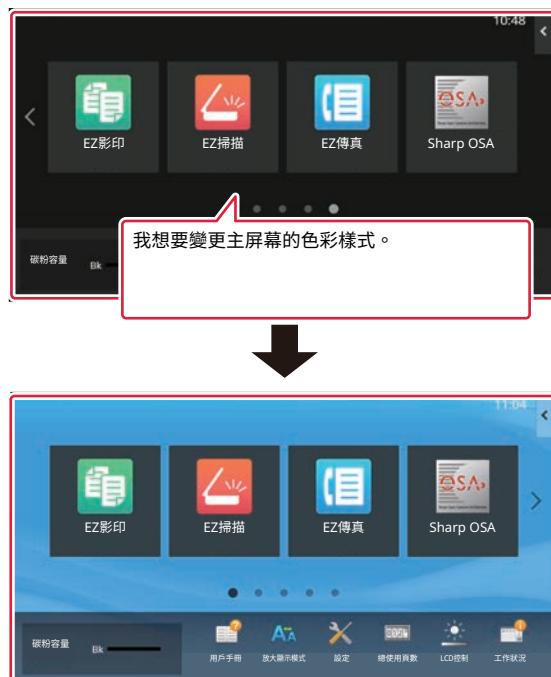 10:48
EZ影印
EZ掃描
EZ傳真
Sharp OSA
我想要變更主屏幕的色彩樣式。
碳粉容量
Bk
11:04
EZ影印
EZ掃描
EZ傳真
Sharp OSA
碳粉容量
Bk
用戶手冊
放大顯示模式
設定
總使用頁數
LCD控制
工作狀況